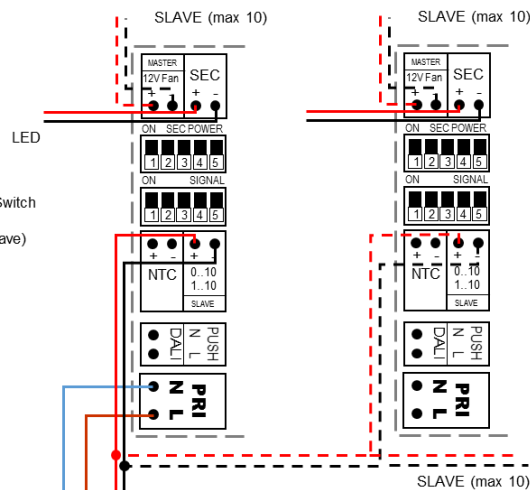 SLAVE (max 10)
SLAVE (max 10)
MASTER
12V Fan
SEC
+ - + -
MASTER
12V Fan
SEC
+ - + -
LED
ON SEC POWER
1 2 3 4 5
ON SIGNAL
1 2 3 4 5
ON SEC POWER
1 2 3 4 5
ON SIGNAL
1 2 3 4 5
Switch
ave)
+ - + -
NTC
0..10
1..10
SLAVE
+ - + -
NTC
0..10
1..10
SLAVE
DALI
N L
PUSH
DALI
N L
PUSH
N L
PRI
N L
PRI
SLAVE (max 10)